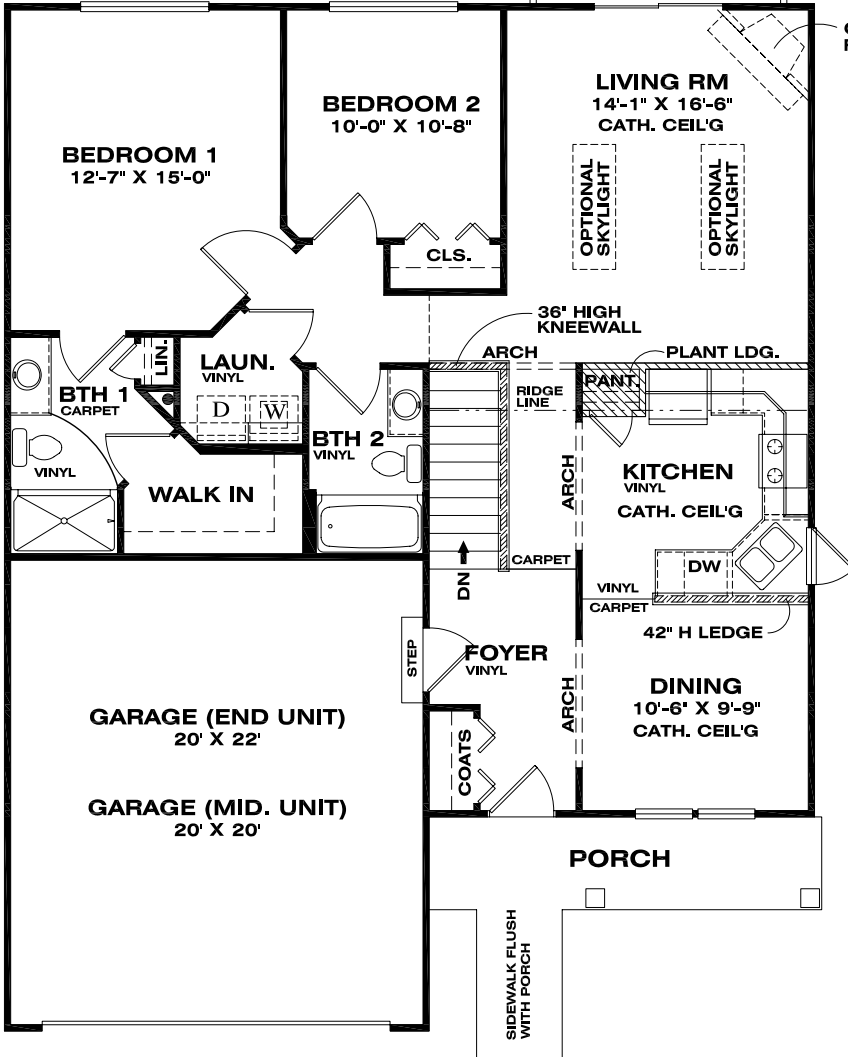 BEDROOM 1
12'-7" X 15'-0"
BEDROOM 2
10'-0" X 10'-8"
LIVING RM
14'-1" X 16'-6"
CATH. CEIL'G
OPTIONAL
SKYLIGHT
OPTIONAL
SKYLIGHT
CLS.
36" HIGH
KNEEWALL
ARCH
PLANT LDG.
LIN.
LAUN.
VINYL
D
W
BTH 1
CARPET
VINYL
BTH 2
VINYL
WALK IN
RIDGE
LINE
PANT.
ARCH
KITCHEN
VINYL
CATH. CEIL'G
DW
CARPET
DN
VINYL
CARPET
42" H LEDGE
STEP
FOYER
VINYL
ARCH
DINING
10'-6" X 9'-9"
CATH. CEIL'G
COATS
GARAGE (END UNIT)
20' X 22'
GARAGE (MID. UNIT)
20' X 20'
PORCH
SIDEWALK FLUSH
WITH PORCH